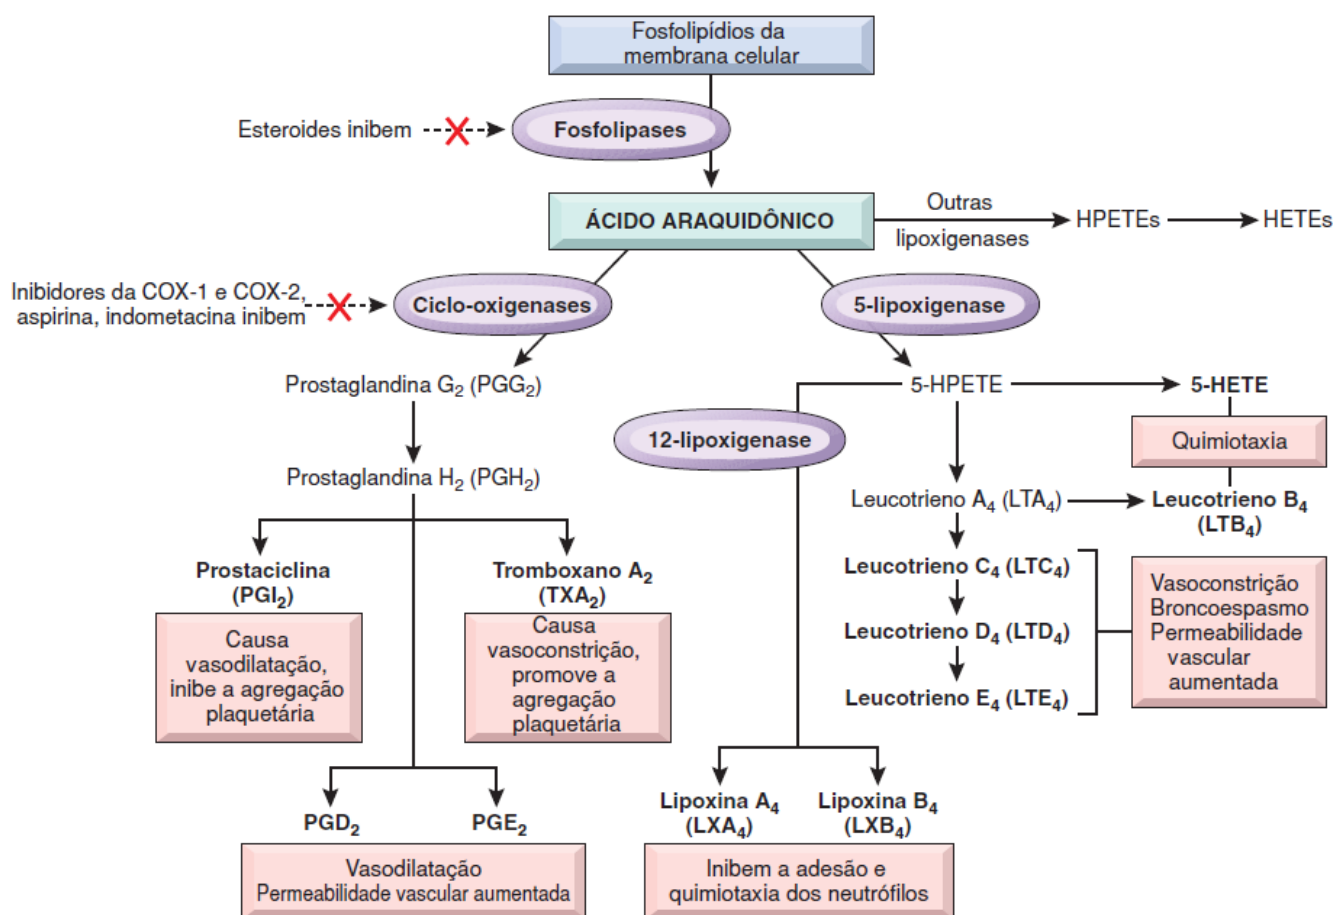 Fosfolipídios da
membrana celular
Esteroides inibem
Fosfolipases
ÁCIDO ARAQUIDÔNICO
Outras
lipoxigenases
HPETEs
HETEs
Inibidores da COX-1 e COX-2,
aspirina, indometacina inibem
Ciclo-oxigenases
5-lipoxigenase
Prostaglandina G₂ (PGG₂)
5-HPETE
5-HETE
12-lipoxigenase
Quimiotaxia
Prostaglandina H₂ (PGH₂)
Leucotrieno A₄ (LTA₄)
Leucotrieno B₄
(LTB₄)
Prostaciclina
(PGI₂)
Causa
vasodilatação,
inibe a agregação
plaquetária
Tromboxano A₂
(TXA₂)
Causa
vasoconstrição,
promove a
agregação
plaquetária
Leucotrieno C₄ (LTC₄)
Leucotrieno D₄ (LTD₄)
Leucotrieno E₄ (LTE₄)
Vasoconstrição
Broncoespasmo
Permeabilidade
vascular
aumentada
PGD₂
PGE₂
Vasodilatação
Permeabilidade vascular aumentada
Lipoxina A₄
(LXA₄)
Lipoxina B₄
(LXB₄)
Inibem a adesão e
quimiotaxia dos neutrófilos